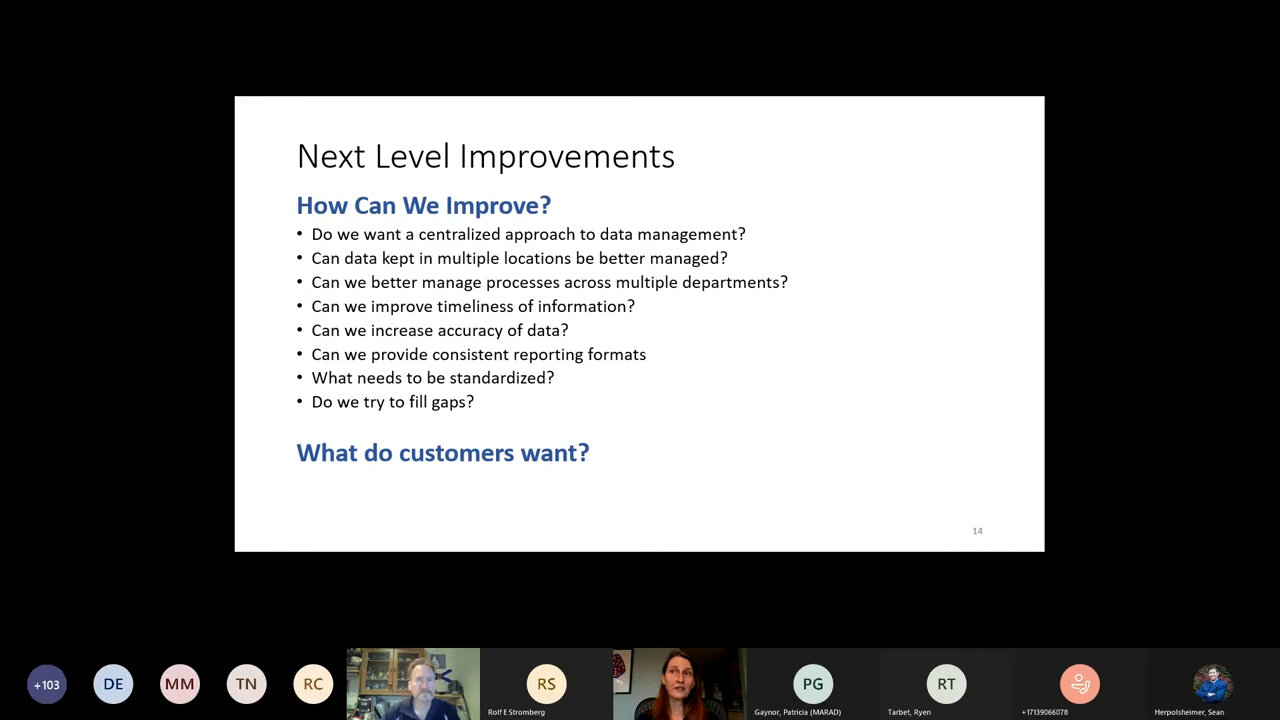 Next Level Improvements
How Can We Improve?
• Do we want a centralized approach to data management?
• Can data kept in multiple locations be better managed?
• Can we better manage processes across multiple departments?
• Can we improve timeliness of information?
• Can we increase accuracy of data?
• Can we provide consistent reporting formats
• What needs to be standardized?
• Do we try to fill gaps?
What do customers want?
14
+103
DE
MM
TN
RC
RS
Rolf E Stromberg
PG
Gaynor, Patricia (MARAD)
RT
Tarbet, Ryen
+17139066078
Herpolsheimer, Sean